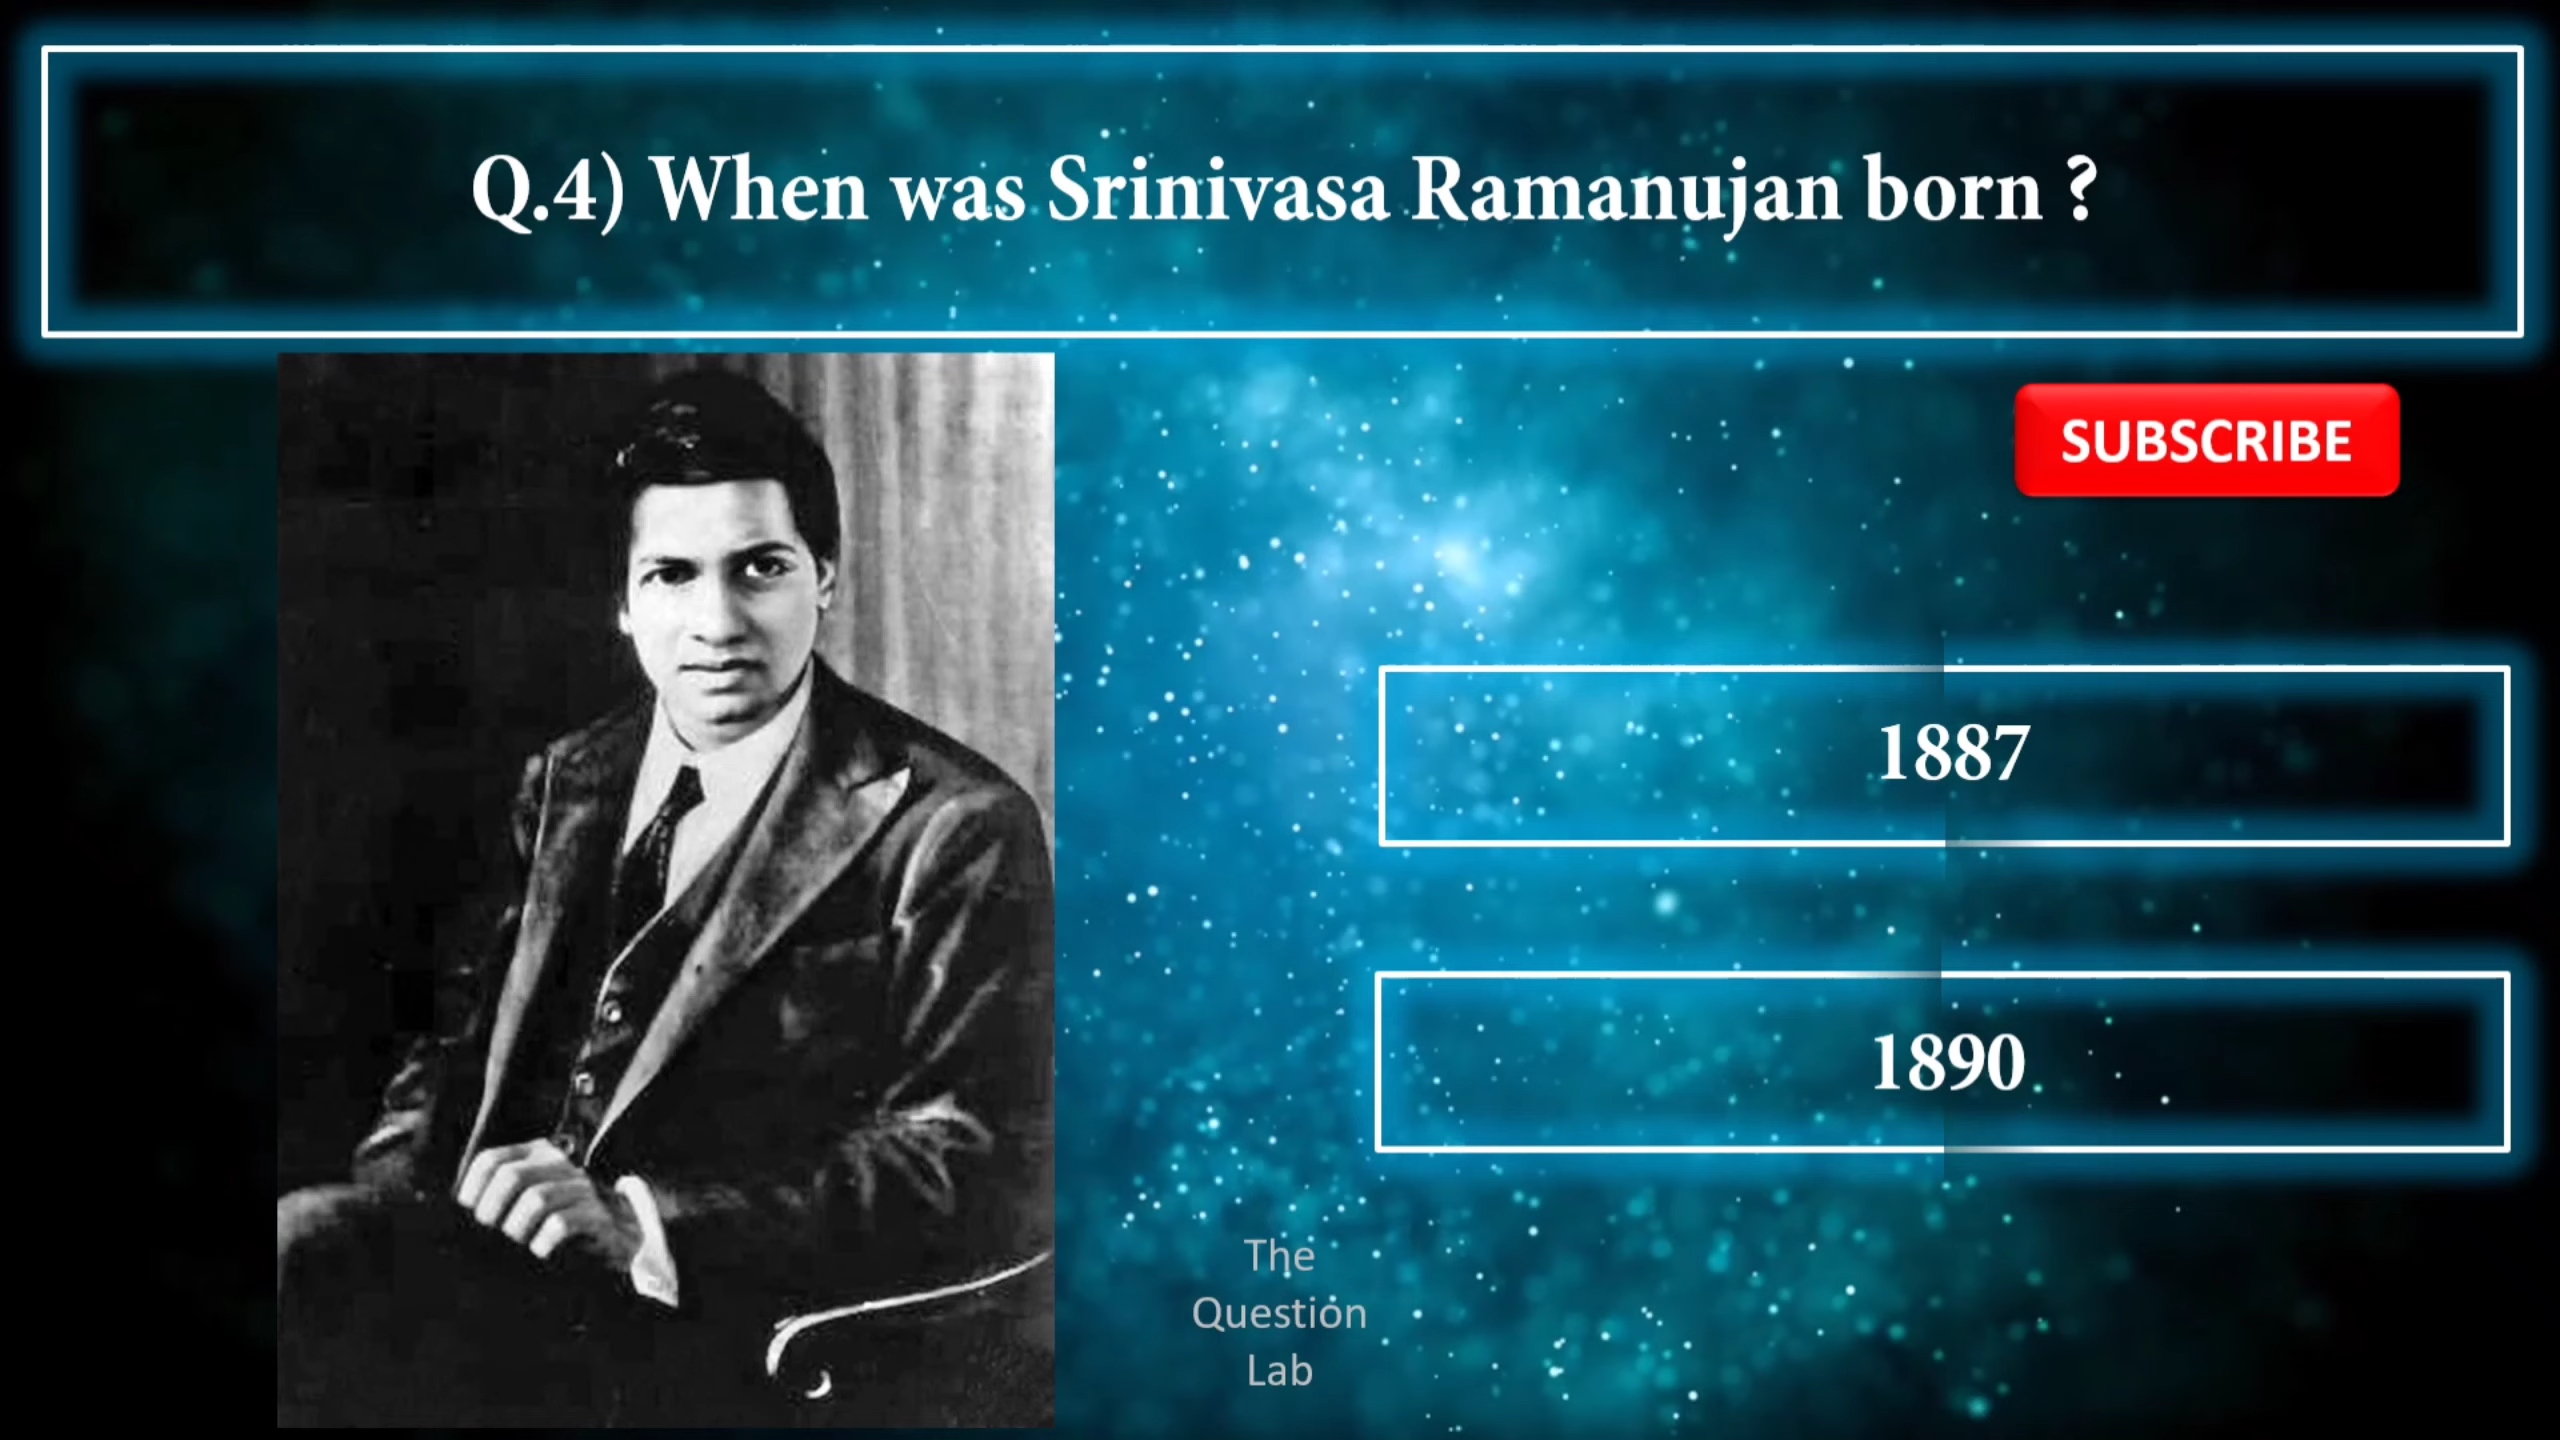 Q.4) When was Srinivasa Ramanujan born ?
SUBSCRIBE
1887
1890
The
Question
Lab